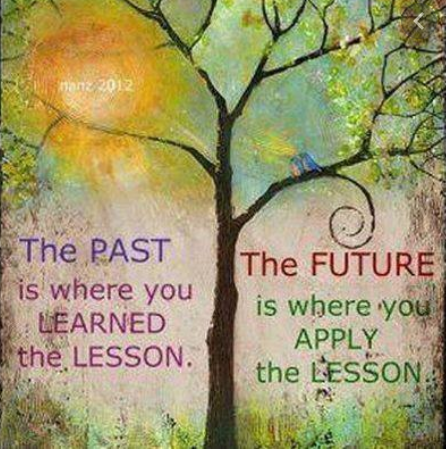 nanz 2012
The PAST
is where you
LEARNED
the LESSON.
The FUTURE
is where you
APPLY
the LESSON.